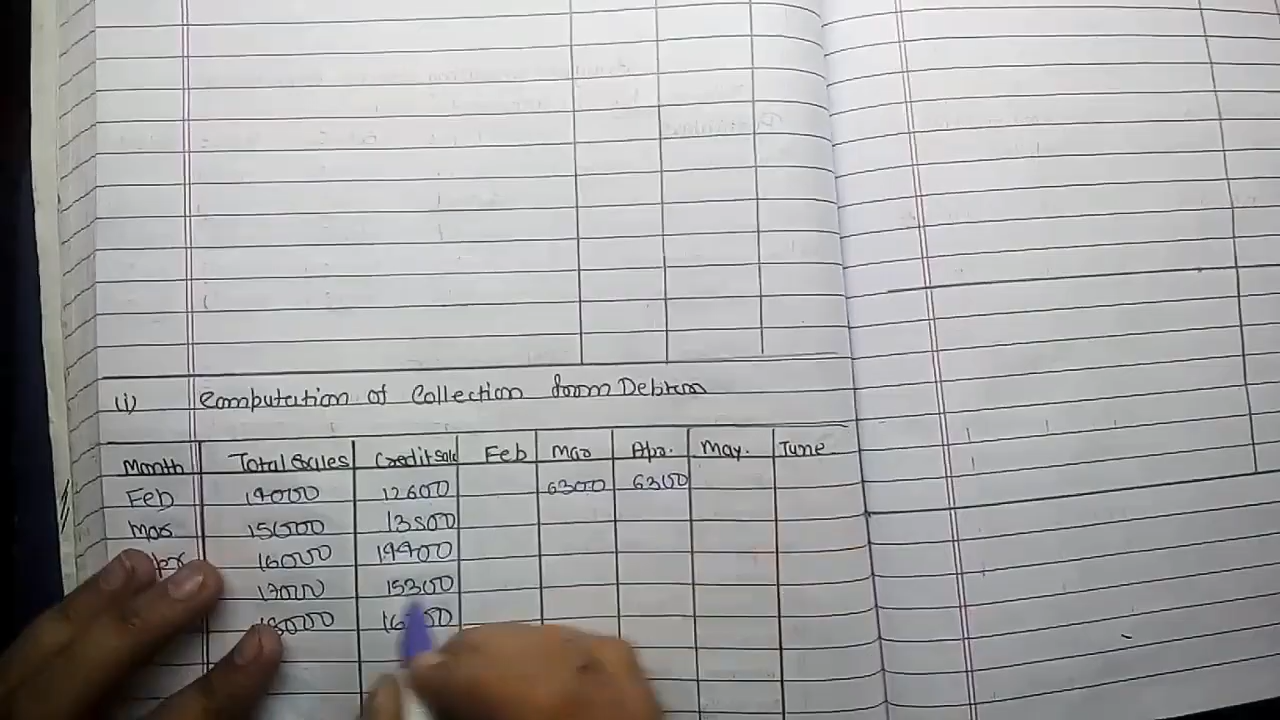 (i) Computation of Collection from Debtors
Month Total Sales Credit Sale Feb Mar Apr. May. June
Feb 14000 12600 6300 6300
Mar 15000 13500
16000 14400
17000 15300
18000